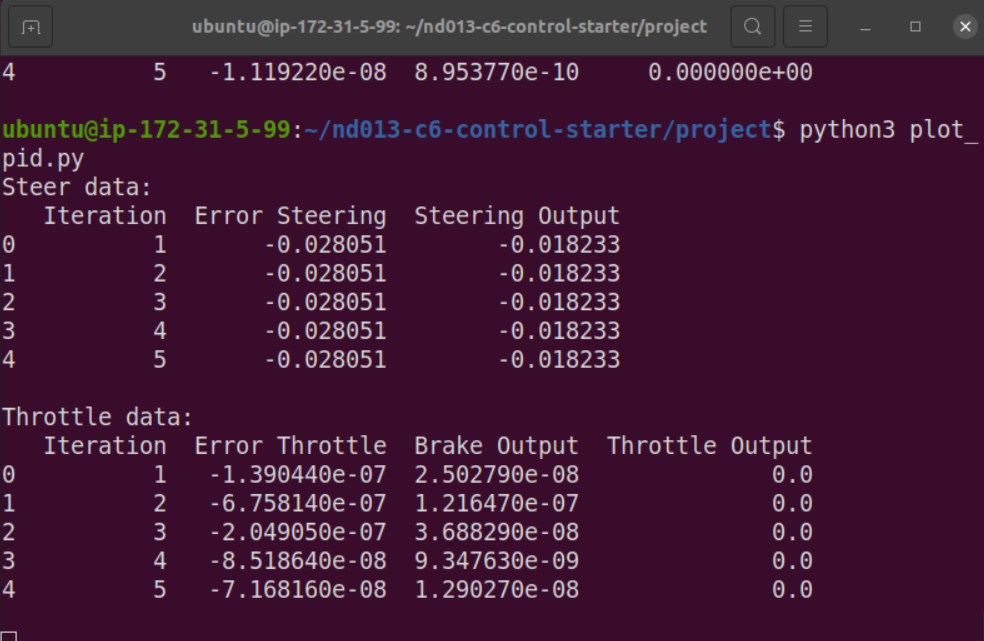 ubuntu@ip-172-31-5-99: ~/nd013-c6-control-starter/project
4 5 -1.119220e-08 8.953770e-10 0.000000e+00
ubuntu@ip-172-31-5-99:~/nd013-c6-control-starter/project$ python3 plot_
pid.py
Steer data:
Iteration Error Steering Steering Output
0 1 -0.028051 -0.018233
1 2 -0.028051 -0.018233
2 3 -0.028051 -0.018233
3 4 -0.028051 -0.018233
4 5 -0.028051 -0.018233
Throttle data:
Iteration Error Throttle Brake Output Throttle Output
0 1 -1.390440e-07 2.502790e-08 0.0
1 2 -6.758140e-07 1.216470e-07 0.0
2 3 -2.049050e-07 3.688290e-08 0.0
3 4 -8.518640e-08 9.347630e-09 0.0
4 5 -7.168160e-08 1.290270e-08 0.0